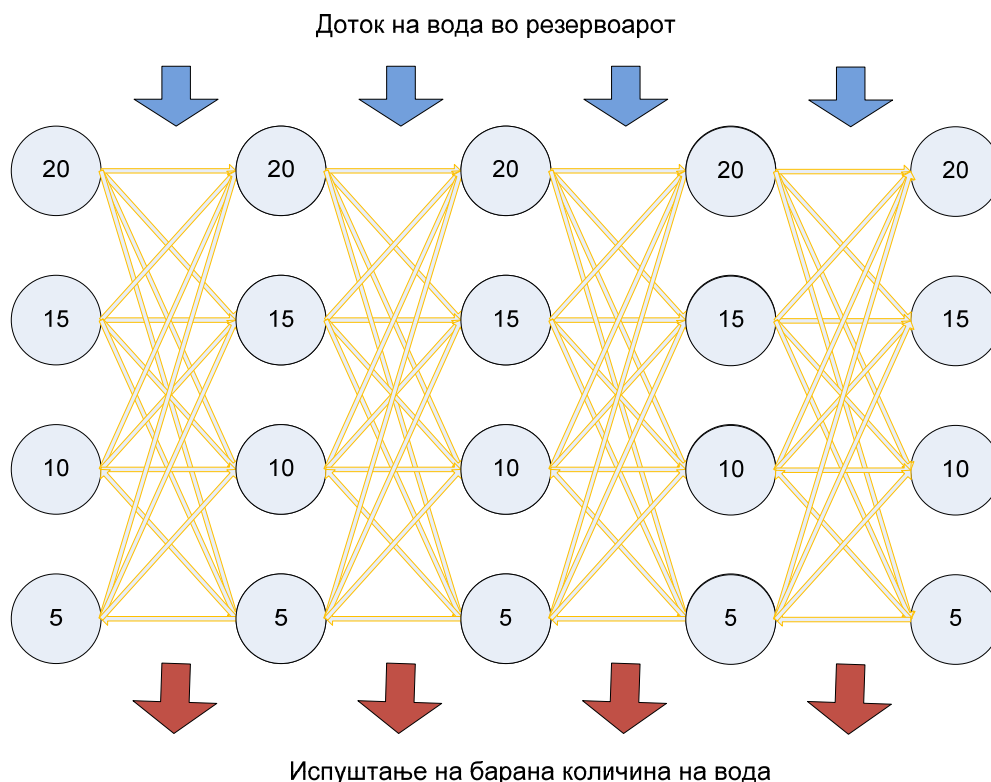 Доток на вода во резервоарот
20 20 20 20 20
15 15 15 15 15
10 10 10 10 10
5 5 5 5 5
Испуштање на барана количина на вода